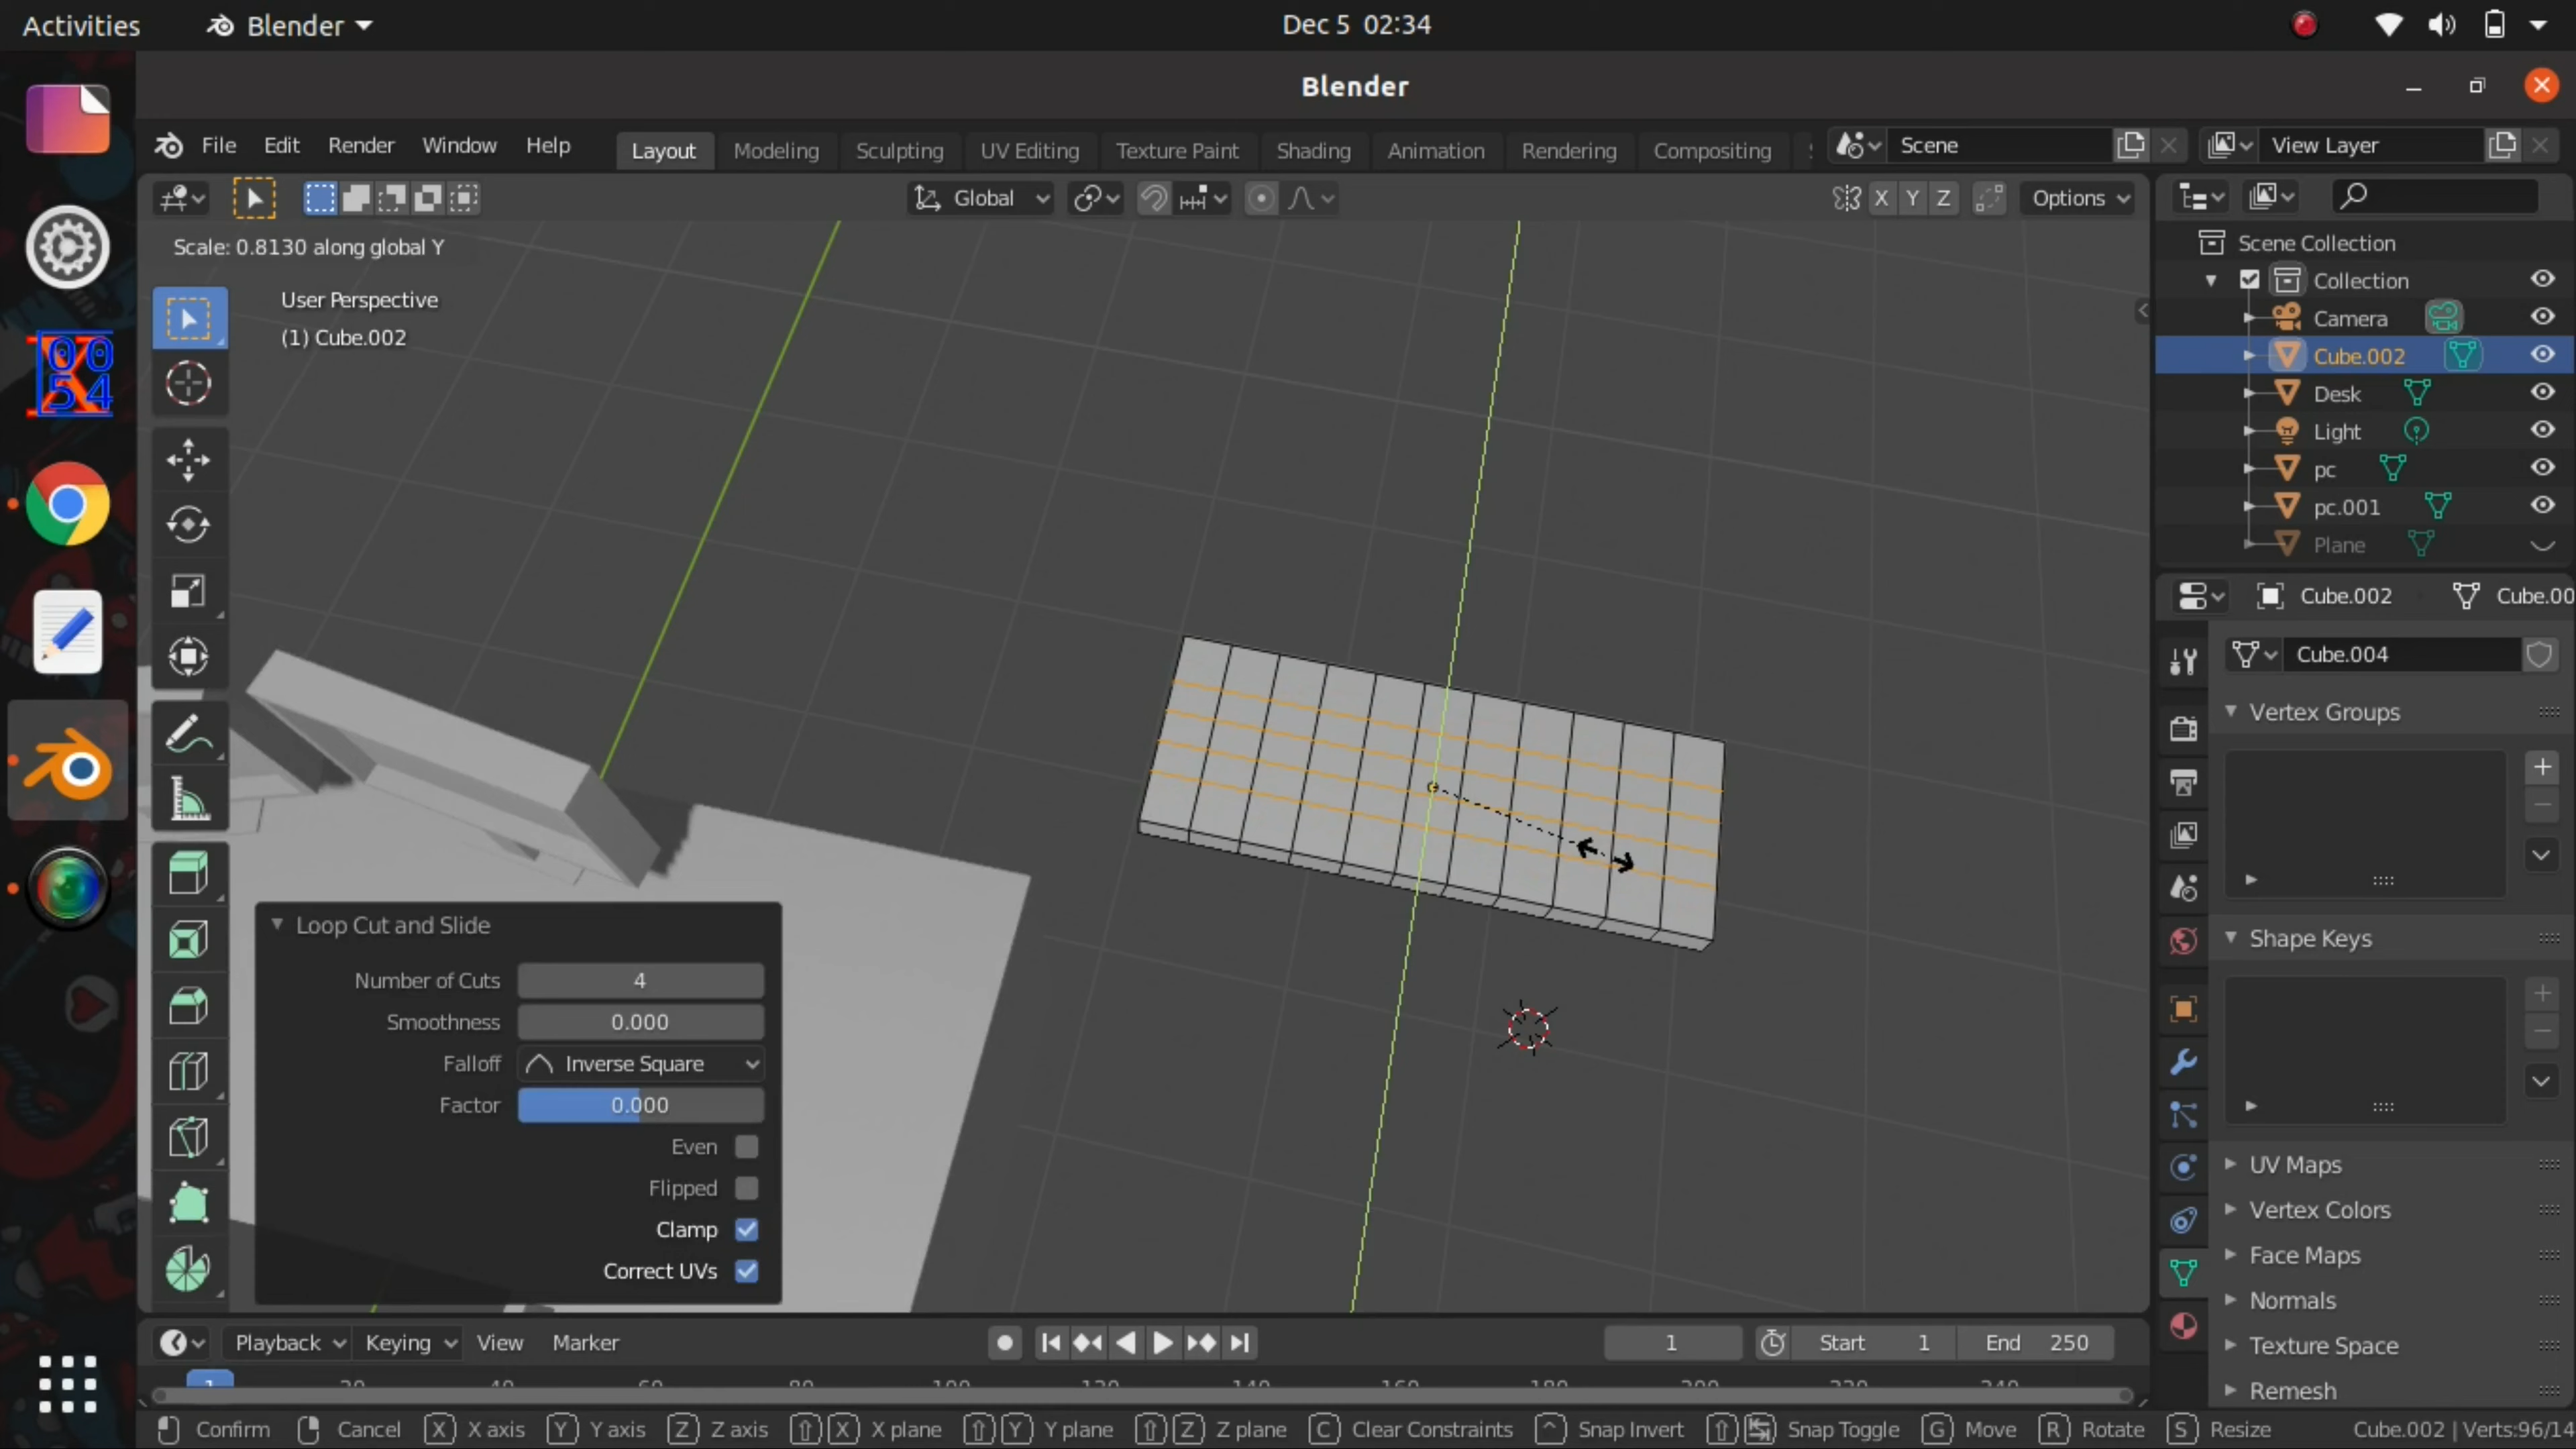 Activities
Blender
Dec 5 02:34
Blender
File Edit Render Window Help
Layout Modeling Sculpting UV Editing Texture Paint Shading Animation Rendering Compositing
Scene
View Layer
Global
X Y Z
Options
Scale: 0.8130 along global Y
User Perspective
(1) Cube.002
Scene Collection
Collection
Camera
Cube.002
Desk
Light
pc
pc.001
Plane
Cube.002 Cube.00
Cube.004
Vertex Groups
Shape Keys
UV Maps
Vertex Colors
Face Maps
Normals
Texture Space
Remesh
Loop Cut and Slide
Number of Cuts 4
Smoothness 0.000
Falloff Inverse Square
Factor 0.000
Even
Flipped
Clamp
Correct UVs
Playback Keying View Marker
1
Start 1 End 250
Confirm Cancel X X axis Y Y axis Z Z axis X X plane Y Y plane Z Z plane C Clear Constraints ^ Snap Invert Snap Toggle G Move R Rotate S Resize Cube.002 | Verts:96/14